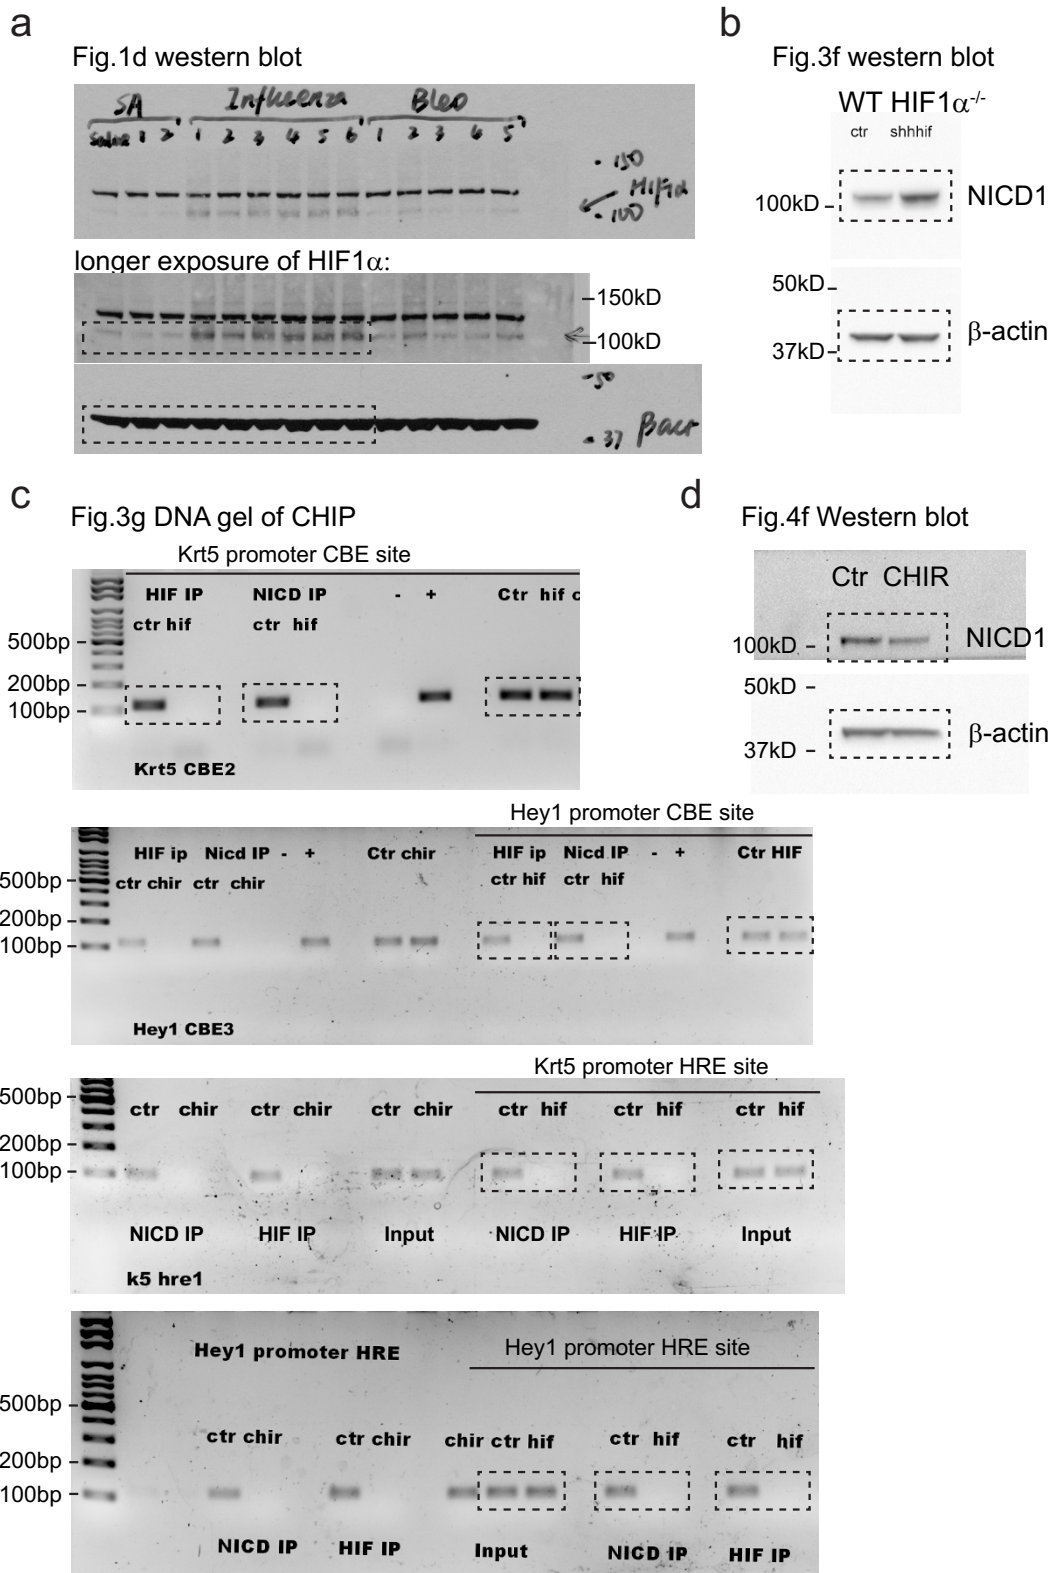 a
Fig.1d western blot
SA Influenza Bleo
Saline 1 2 1 2 3 4 5 6 1 2 3 4 5
- 150
HIF1α
- 100
longer exposure of HIF1α:
150kD
100kD
- 50
- 37 βact
b
Fig.3f western blot
WT HIF1α-/-
ctr shhhif
100kD NICD1
50kD
β-actin
37kD
c
Fig.3g DNA gel of CHIP
Krt5 promoter CBE site
HIF IP NICD IP - + Ctr hif c
ctr hif ctr hif
500bp
200bp
100bp
Krt5 CBE2
d
Fig.4f Western blot
Ctr CHIR
100kD NICD1
50kD
β-actin
37kD
Hey1 promoter CBE site
HIF ip Nicd IP - + Ctr chir HIF ip Nicd IP - + Ctr HIF
500bp ctr chir ctr chir ctr hif ctr hif
200bp
100bp
Hey1 CBE3
Krt5 promoter HRE site
500bp ctr chir ctr chir ctr chir ctr hif ctr hif ctr hif
200bp
100bp
NICD IP HIF IP Input NICD IP HIF IP Input
k5 hre1
Hey1 promoter HRE Hey1 promoter HRE site
500bp
ctr chir ctr chir chir ctr hif ctr hif ctr hif
200bp
100bp
NICD IP HIF IP Input NICD IP HIF IP